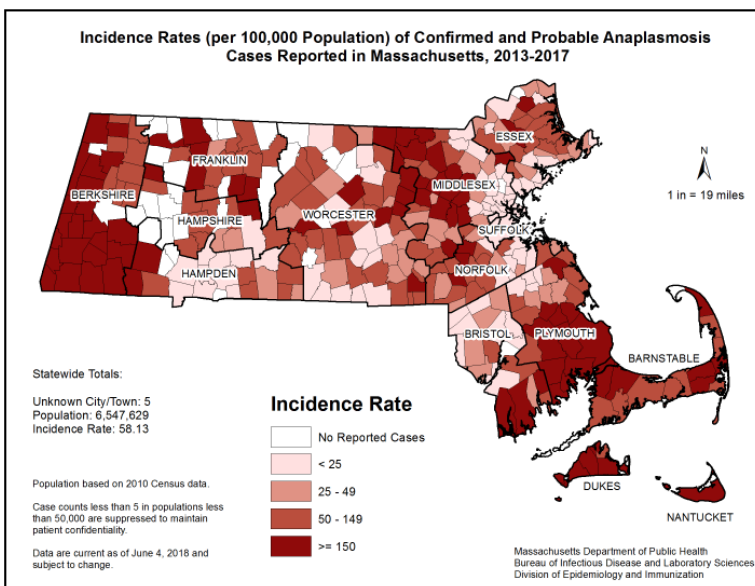 Incidence Rates (per 100,000 Population) of Confirmed and Probable Anaplasmosis
Cases Reported in Massachusetts, 2013-2017
N
1 in = 19 miles
ESSEX
FRANKLIN
MIDDLESEX
BERKSHIRE
HAMPSHIRE
WORCESTER
SUFFOLK
HAMPDEN
NORFOLK
BRISTOL
PLYMOUTH
BARNSTABLE
DUKES
NANTUCKET
Statewide Totals:
Unknown City/Town: 5
Population: 6,547,629
Incidence Rate: 58.13
Population based on 2010 Census data.
Case counts less than 5 in populations less
than 50,000 are suppressed to maintain
patient confidentiality.
Data are current as of June 4, 2018 and
subject to change.
Incidence Rate
No Reported Cases
< 25
25 - 49
50 - 149
>= 150
Massachusetts Department of Public Health
Bureau of Infectious Disease and Laboratory Sciences
Division of Epidemiology and Immunization